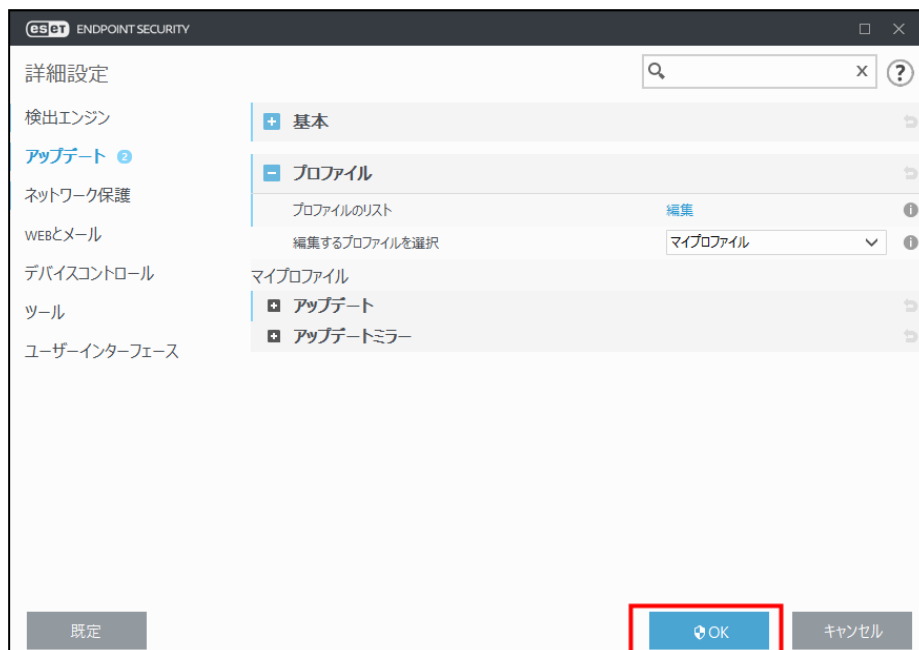 eset ENDPOINT SECURITY
詳細設定
検出エンジン
アップデート 2
ネットワーク保護
WEBとメール
デバイスコントロール
ツール
ユーザーインターフェース
基本
プロファイル
プロファイルのリスト 編集
編集するプロファイルを選択 マイプロファイル
マイプロファイル
アップデート
アップデートミラー
既定 OK キャンセル